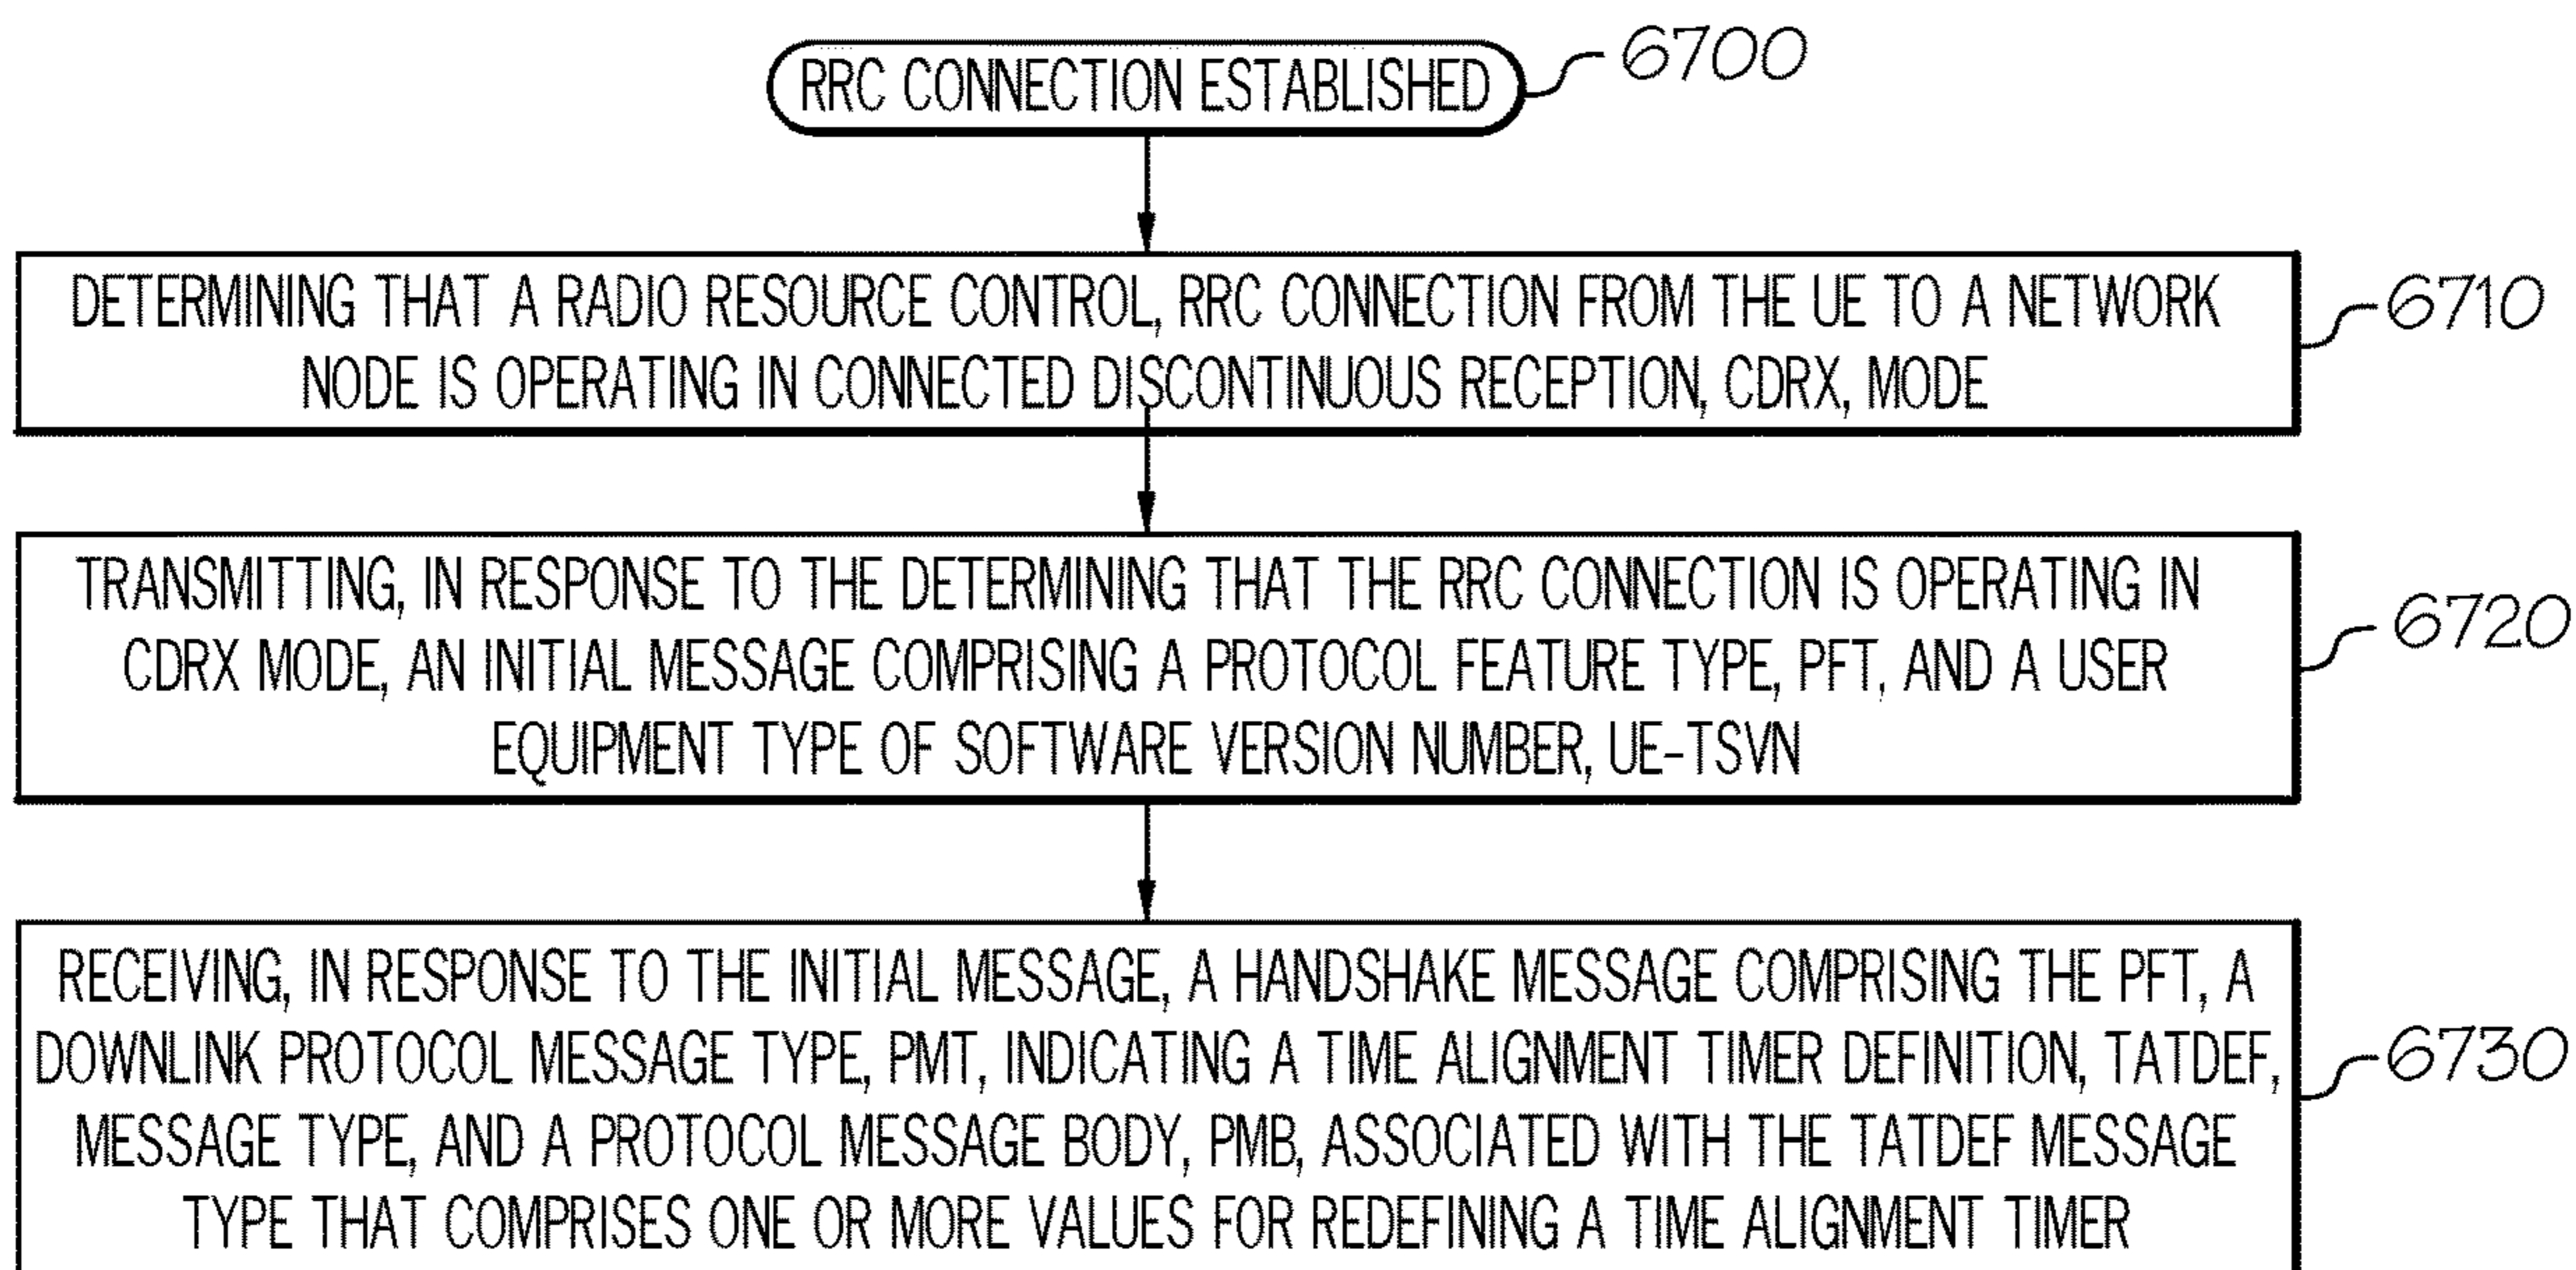 RRC CONNECTION ESTABLISHED
6700
DETERMINING THAT A RADIO RESOURCE CONTROL, RRC CONNECTION FROM THE UE TO A NETWORK
NODE IS OPERATING IN CONNECTED DISCONTINUOUS RECEPTION, CDRX, MODE
6710
TRANSMITTING, IN RESPONSE TO THE DETERMINING THAT THE RRC CONNECTION IS OPERATING IN
CDRX MODE, AN INITIAL MESSAGE COMPRISING A PROTOCOL FEATURE TYPE, PFT, AND A USER
EQUIPMENT TYPE OF SOFTWARE VERSION NUMBER, UE-TSVN
6720
RECEIVING, IN RESPONSE TO THE INITIAL MESSAGE, A HANDSHAKE MESSAGE COMPRISING THE PFT, A
DOWNLINK PROTOCOL MESSAGE TYPE, PMT, INDICATING A TIME ALIGNMENT TIMER DEFINITION, TATDEF,
MESSAGE TYPE, AND A PROTOCOL MESSAGE BODY, PMB, ASSOCIATED WITH THE TATDEF MESSAGE
TYPE THAT COMPRISES ONE OR MORE VALUES FOR REDEFINING A TIME ALIGNMENT TIMER
6730